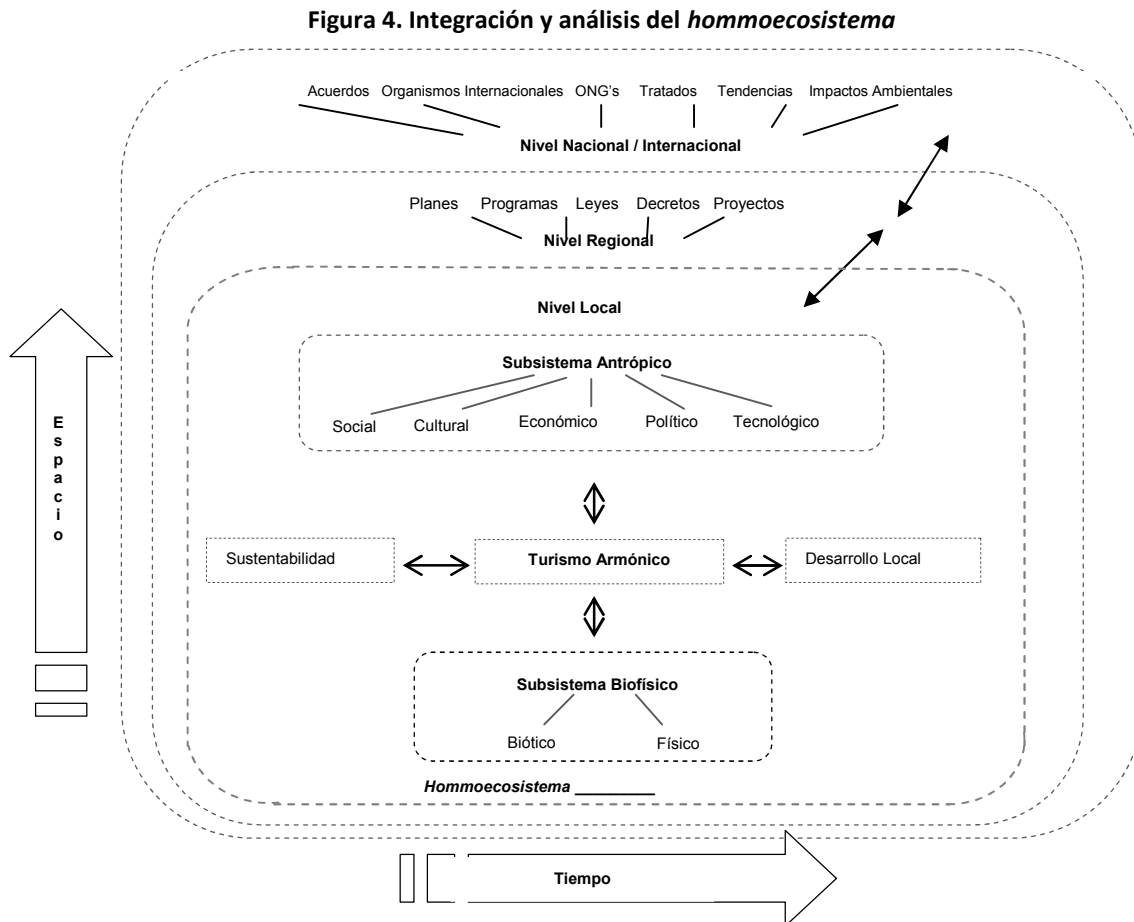 Figura 4. Integración y análisis del hommoecosistema
Acuerdos Organismos Internacionales ONG's Tratados Tendencias Impactos Ambientales
Nivel Nacional / Internacional
Planes Programas Leyes Decretos Proyectos
Nivel Regional
Nivel Local
Subsistema Antrópico
Social Cultural Económico Político Tecnológico
Espacio
Sustentabilidad Turismo Armónico Desarrollo Local
Subsistema Biofísico
Biótico Físico
Hommoecosistema ________
Tiempo